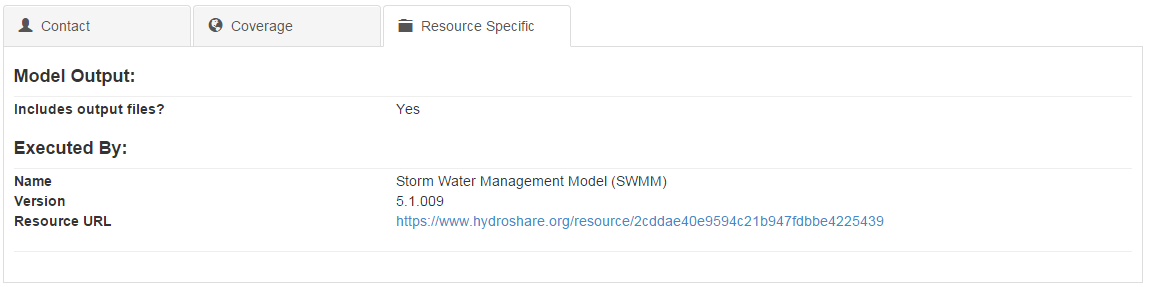 Contact Coverage Resource Specific
Model Output:
Includes output files? Yes
Executed By:
Name Storm Water Management Model (SWMM)
Version 5.1.009
Resource URL https://www.hydroshare.org/resource/2cddae40e9594c21b947fdbbe4225439